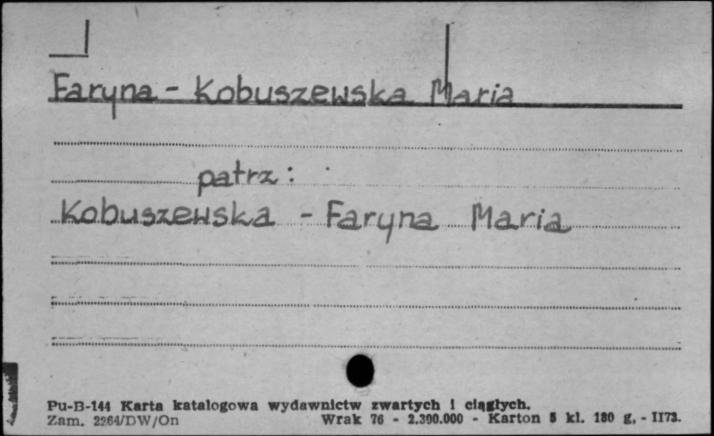 Faryna - Kobuszewska Maria
patrz:
Kobuszewska - Faryna Maria
Pu-B-144 Karta katalogowa wydawnictw zwartych i ciągłych.
Zam. 2264/DW/On Wrak 76 - 2.390.000 - Karton 5 kl. 180 g. - II73.